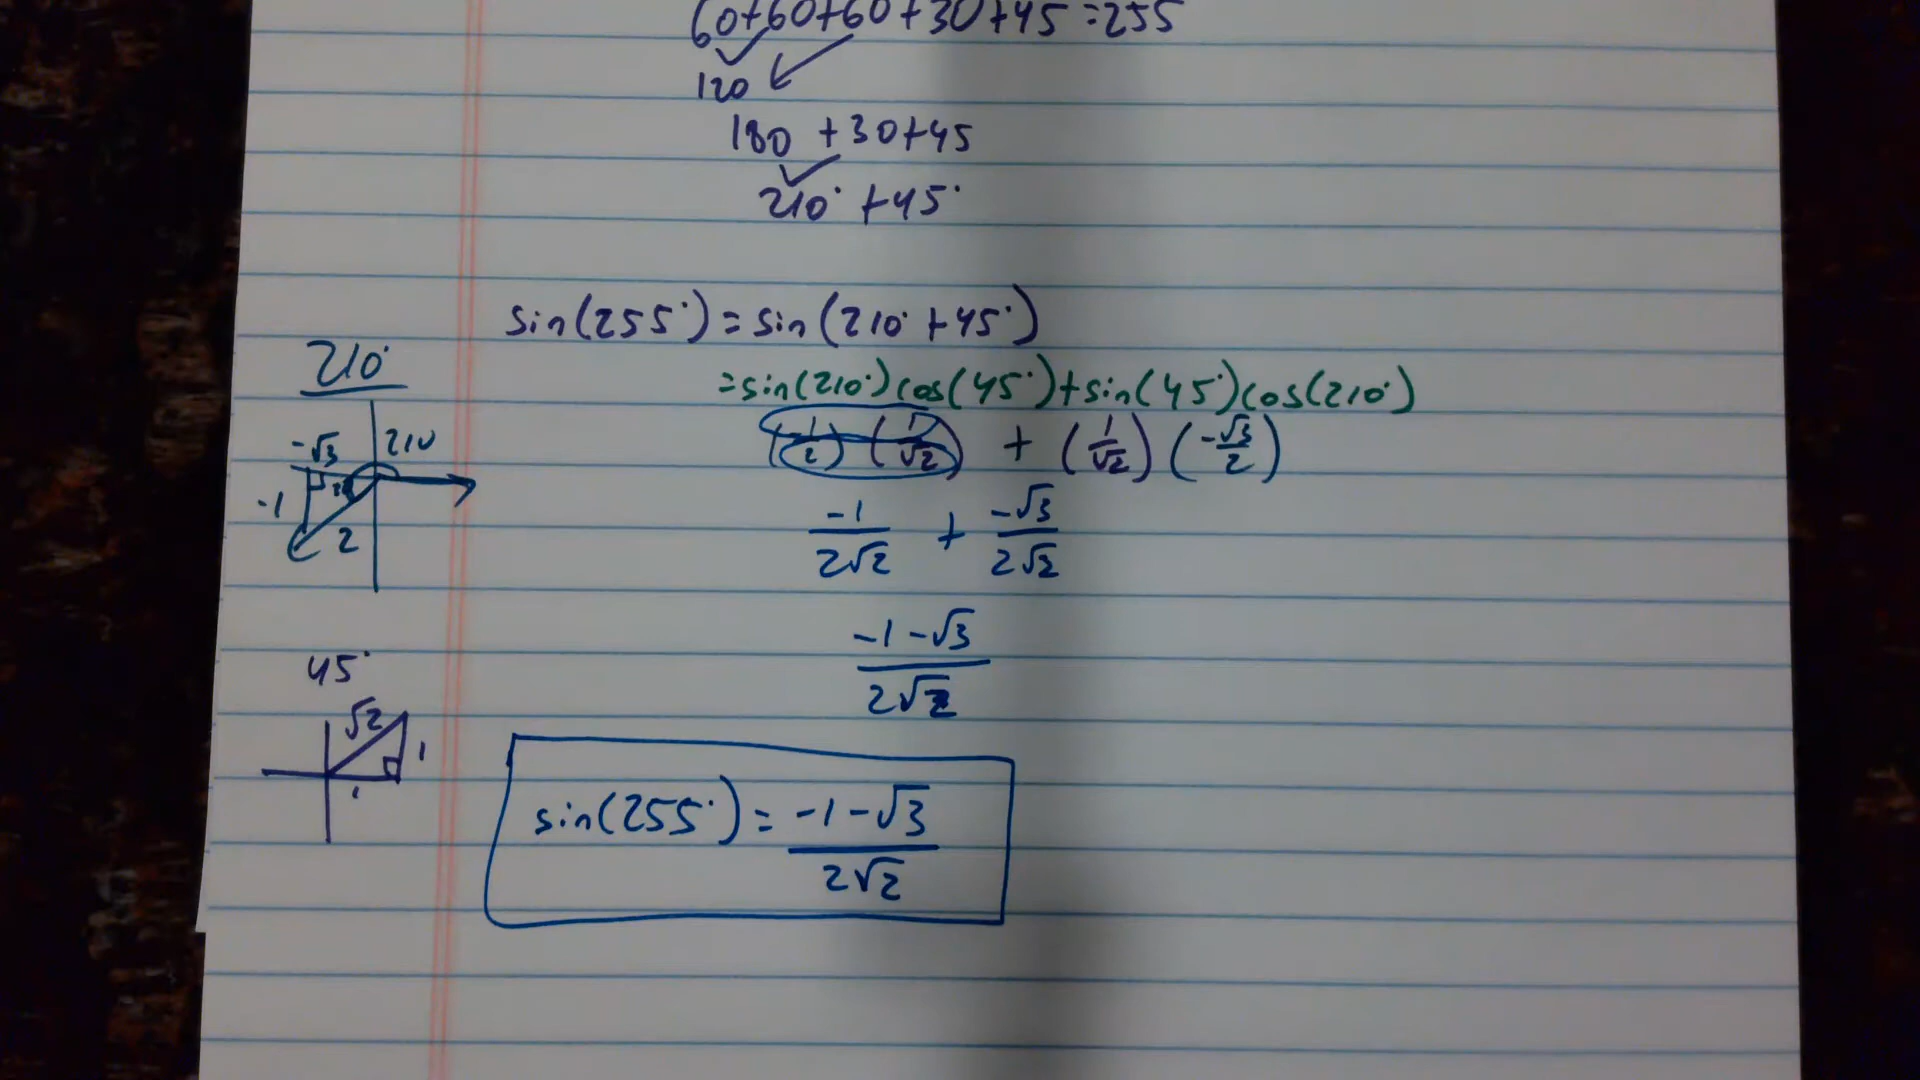 60+60+60+30+45=255
120
180 +30+45
210° +45°
sin(255°)=sin(210°+45°)
=sin(210°)cos(45°)+sin(45°)cos(210°)
(-1/2) (1/√2) + (1/√2) (-√3/2)
-1/2√2 + -√3/2√2
-1-√3/2√2
sin(255°)= -1-√3/2√2
210°
-√3 210
-1
2
45°
√2
1
1